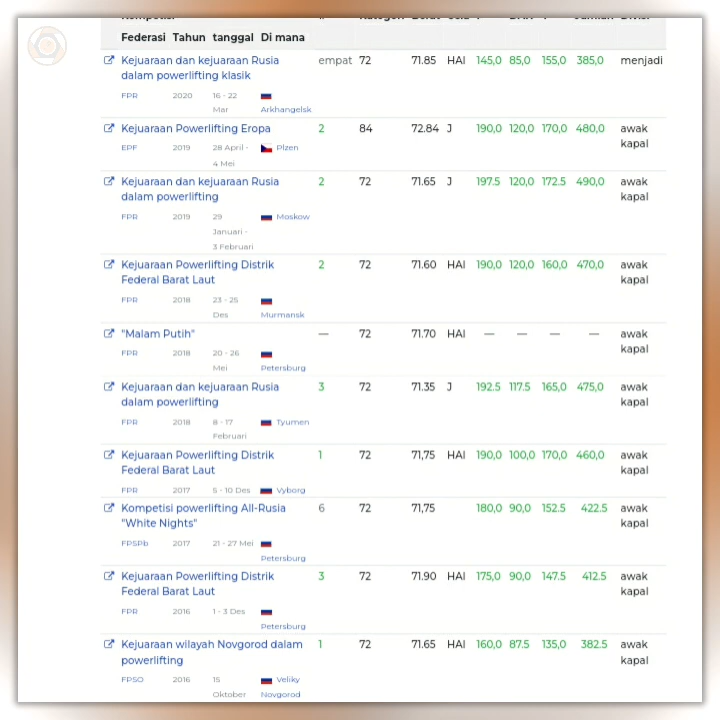 Federasi Tahun tanggal Di mana
Kejuaraan dan kejuaraan Rusia empat 72 71.85 HAI 145,0 85,0 155,0 385,0 menjadi
dalam powerlifting klasik
FPR 2020 16 - 22
Mar Arkhangelsk
Kejuaraan Powerlifting Eropa 2 84 72.84 J 190,0 120,0 170,0 480,0 awak
kapal
EPF 2019 28 April - Plzen
4 Mei
Kejuaraan dan kejuaraan Rusia 2 72 71.65 J 197.5 120,0 172.5 490,0 awak
dalam powerlifting kapal
FPR 2019 29 Moskow
Januari -
3 Februari
Kejuaraan Powerlifting Distrik 2 72 71.60 HAI 190,0 120,0 160,0 470,0 awak
Federal Barat Laut kapal
FPR 2018 23 - 25
Des Murmansk
"Malam Putih" — 72 71.70 HAI — — — — awak
kapal
FPR 2018 20 - 26
Mei Petersburg
Kejuaraan dan kejuaraan Rusia 3 72 71.35 J 192.5 117.5 165,0 475,0 awak
dalam powerlifting kapal
FPR 2018 8 - 17 Tyumen
Februari
Kejuaraan Powerlifting Distrik 1 72 71,75 HAI 190,0 100,0 170,0 460,0 awak
Federal Barat Laut kapal
FPR 2017 5 - 10 Des Vyborg
Kompetisi powerlifting All-Rusia 6 72 71,75 180,0 90,0 152.5 422.5 awak
"White Nights" kapal
FPSPb 2017 21 - 27 Mei
Petersburg
Kejuaraan Powerlifting Distrik 3 72 71.90 HAI 175,0 90,0 147.5 412.5 awak
Federal Barat Laut kapal
FPR 2016 1 - 3 Des
Petersburg
Kejuaraan wilayah Novgorod dalam 1 72 71.65 HAI 160,0 87.5 135,0 382.5 awak
powerlifting kapal
FPSO 2016 15 Veliky
Oktober Novgorod